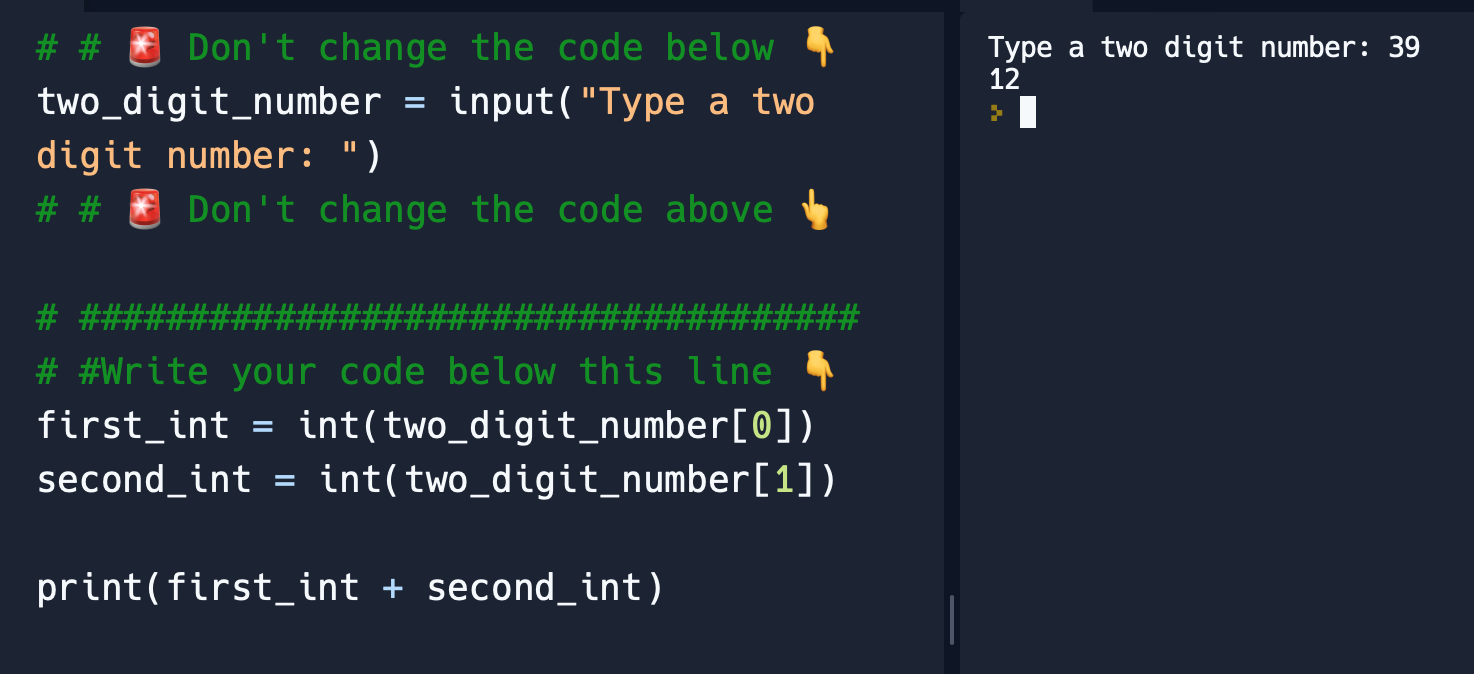 # # 🚨 Don't change the code below 👇
two_digit_number = input("Type a two
digit number: ")
# # 🚨 Don't change the code above 👆
# ####################################
# #Write your code below this line 👇
first_int = int(two_digit_number[0])
second_int = int(two_digit_number[1])
print(first_int + second_int)
Type a two digit number: 39
12